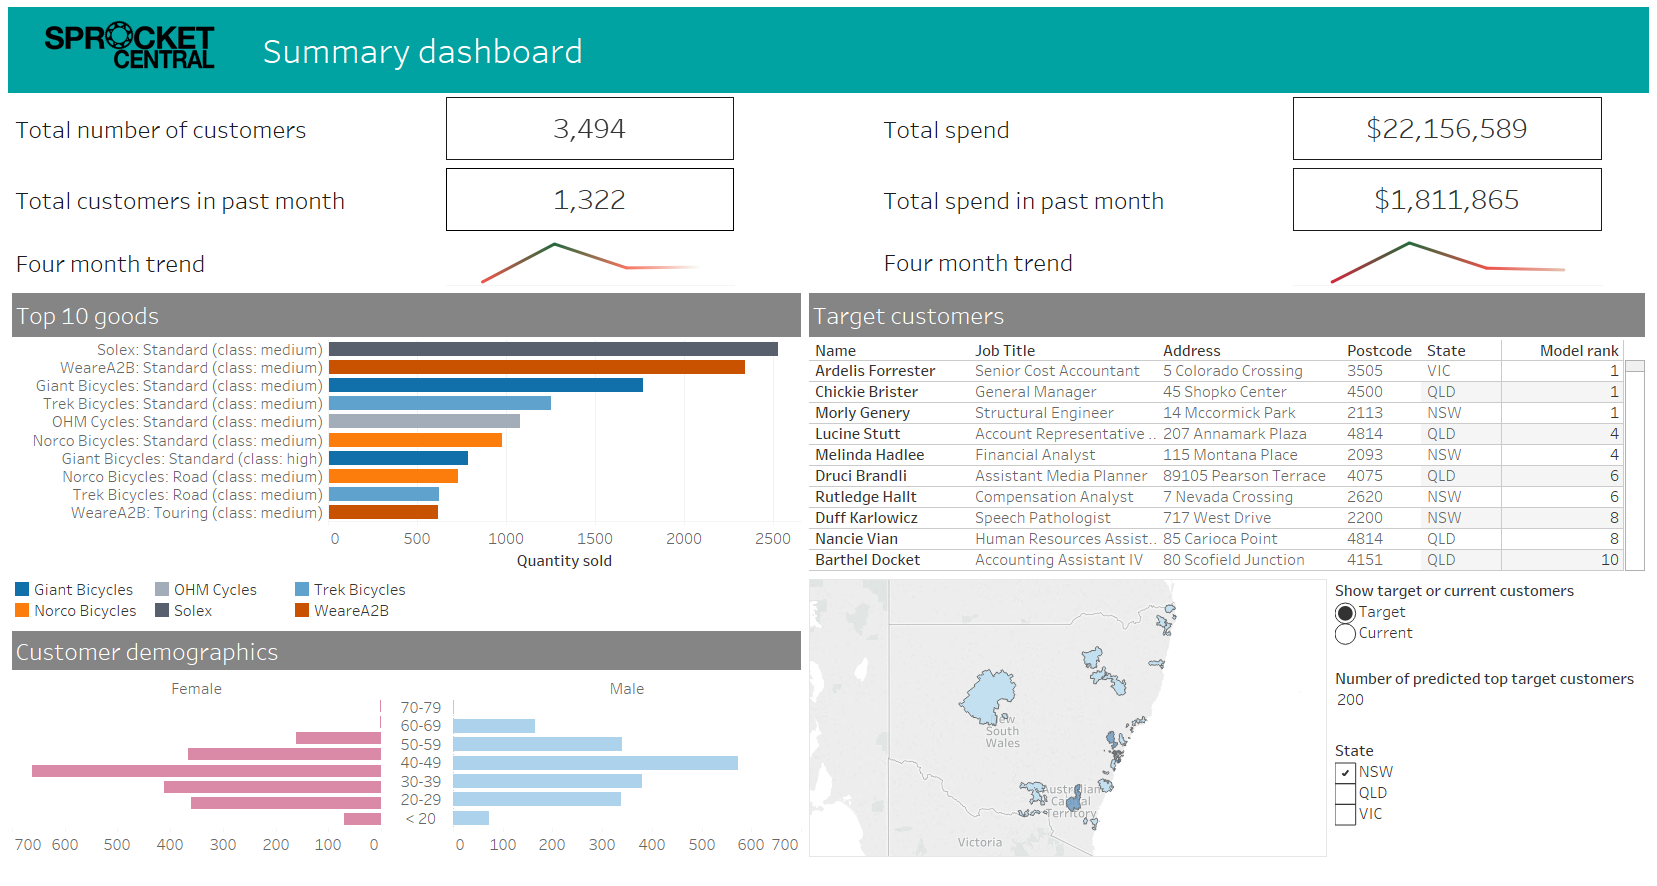 SPROCKET
CENTRAL
Summary dashboard
Total number of customers
3,494
Total spend
$22,156,589
Total customers in past month
1,322
Total spend in past month
$1,811,865
Four month trend
Four month trend
Top 10 goods
Solex: Standard (class: medium)
WeareA2B: Standard (class: medium)
Giant Bicycles: Standard (class: medium)
Trek Bicycles: Standard (class: medium)
OHM Cycles: Standard (class: medium)
Norco Bicycles: Standard (class: medium)
Giant Bicycles: Standard (class: high)
Norco Bicycles: Road (class: medium)
Trek Bicycles: Road (class: medium)
WeareA2B: Touring (class: medium)
0 500 1000 1500 2000 2500
Quantity sold
Giant Bicycles OHM Cycles Trek Bicycles
Norco Bicycles Solex WeareA2B
Customer demographics
Female Male
70-79
60-69
50-59
40-49
30-39
20-29
< 20
700 600 500 400 300 200 100 0 0 100 200 300 400 500 600 700
Target customers
Name Job Title Address Postcode State Model rank
Ardelis Forrester Senior Cost Accountant 5 Colorado Crossing 3505 VIC 1
Chickie Brister General Manager 45 Shopko Center 4500 QLD 1
Morly Genery Structural Engineer 14 Mccormick Park 2113 NSW 1
Lucine Stutt Account Representative .. 207 Annamark Plaza 4814 QLD 4
Melinda Hadlee Financial Analyst 115 Montana Place 2093 NSW 4
Druci Brandli Assistant Media Planner 89105 Pearson Terrace 4075 QLD 6
Rutledge Hallt Compensation Analyst 7 Nevada Crossing 2620 NSW 6
Duff Karlowicz Speech Pathologist 717 West Drive 2200 NSW 8
Nancie Vian Human Resources Assist.. 85 Carioca Point 4814 QLD 8
Barthel Docket Accounting Assistant IV 80 Scofield Junction 4151 QLD 10
New
South
Wales
Australian
Capital
Territory
Victoria
Show target or current customers
Target
Current
Number of predicted top target customers
200
State
NSW
QLD
VIC